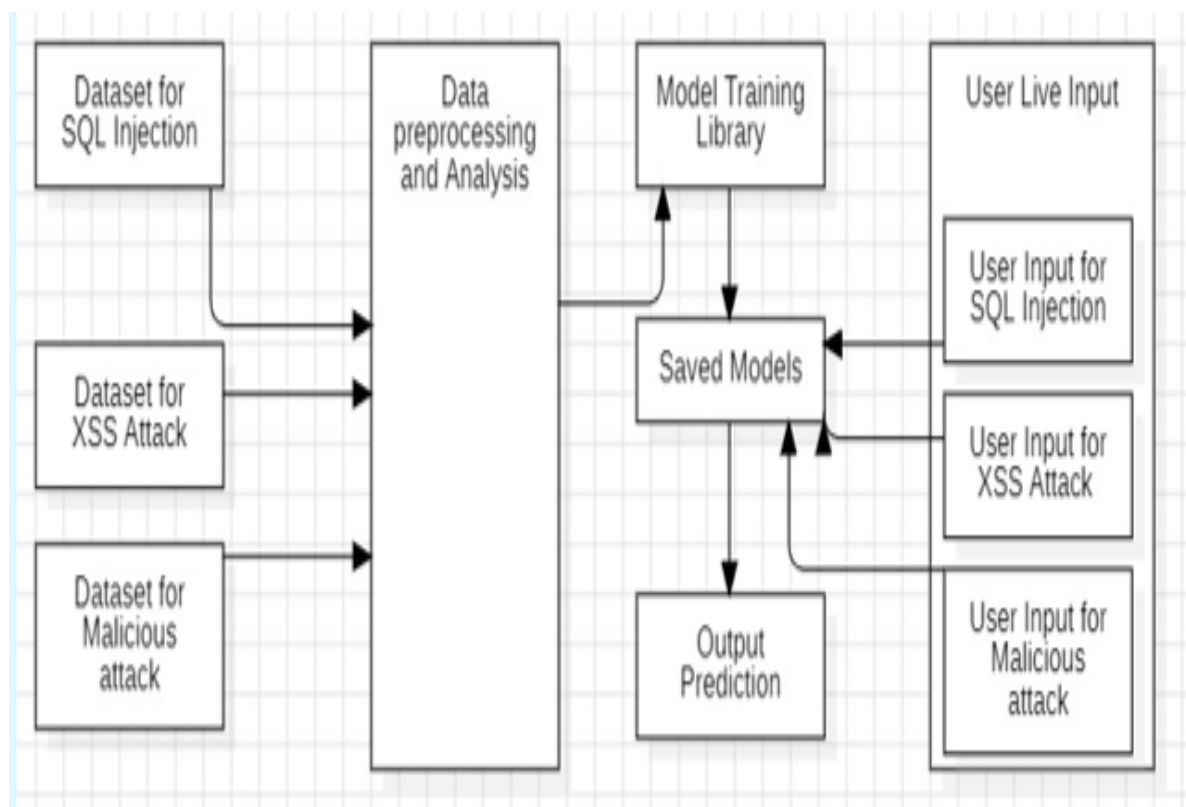 Dataset for
SQL Injection
Dataset for
XSS Attack
Dataset for
Malicious
attack
Data
preprocessing
and Analysis
Model Training
Library
Saved Models
Output
Prediction
User Live Input
User Input for
SQL Injection
User Input for
XSS Attack
User Input for
Malicious
attack